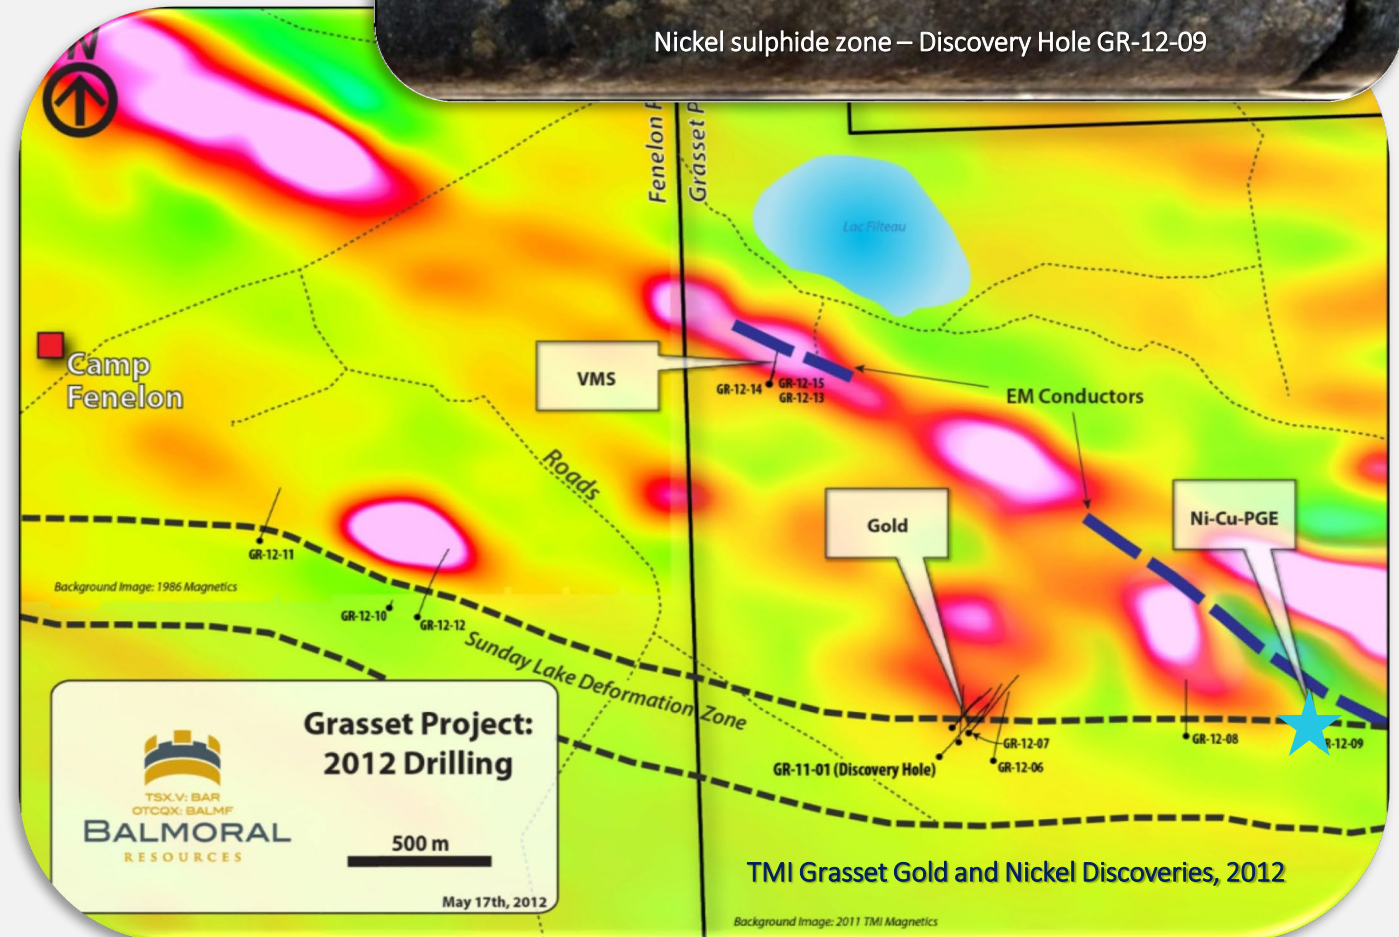 Nickel sulphide zone – Discovery Hole GR-12-09
N
Fenelon
Grasset
Lac Filteau
Camp
Fenelon
VMS
GR-12-14
GR-12-15
GR-12-13
EM Conductors
Roads
Gold
Ni-Cu-PGE
GR-12-11
Background Image: 1986 Magnetics
GR-12-10
GR-12-12
Sunday Lake Deformation Zone
GR-12-07
GR-12-08
R-12-09
GR-11-01 (Discovery Hole)
GR-12-06
Grasset Project:
2012 Drilling
TSX.V: BAR
OTCQX: BALMF
BALMORAL
RESOURCES
500 m
May 17th, 2012
TMI Grasset Gold and Nickel Discoveries, 2012
Background Image: 2011 TMI Magnetics